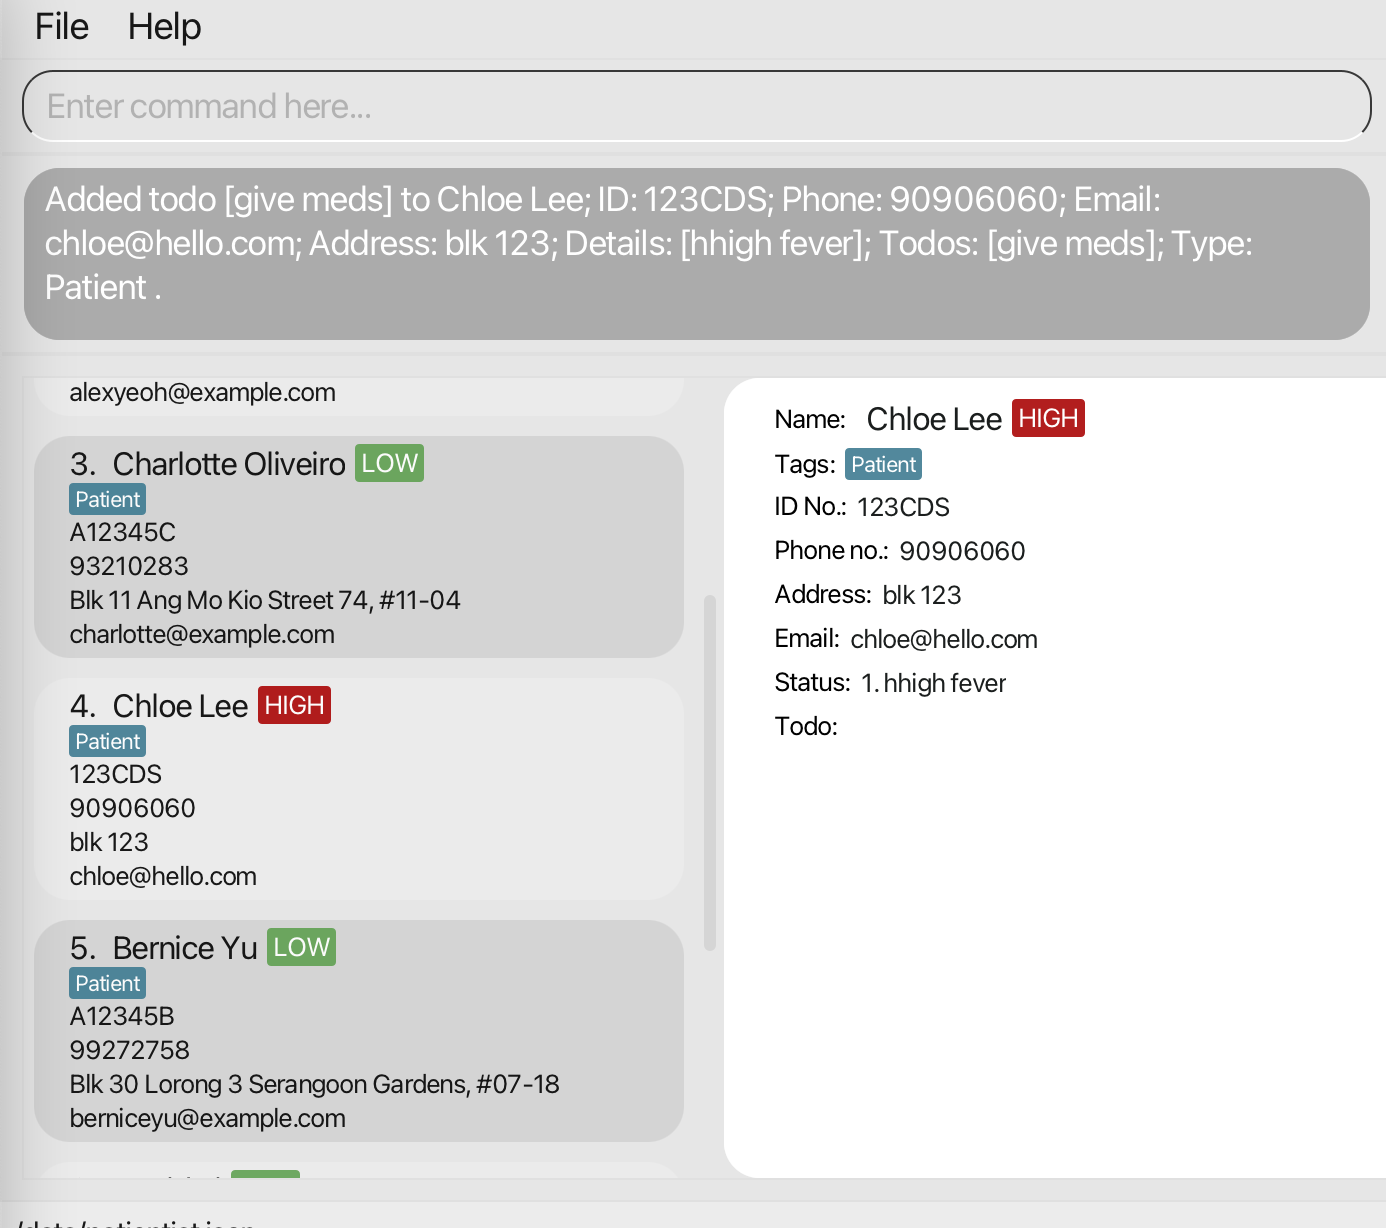 File Help
Enter command here...
Added todo [give meds] to Chloe Lee; ID: 123CDS; Phone: 90906060; Email:
chloe@hello.com; Address: blk 123; Details: [hhigh fever]; Todos: [give meds]; Type:
Patient .
alexyeoh@example.com
3. Charlotte Oliveiro LOW
Patient
A12345C
93210283
Blk 11 Ang Mo Kio Street 74, #11-04
charlotte@example.com
4. Chloe Lee HIGH
Patient
123CDS
90906060
blk 123
chloe@hello.com
5. Bernice Yu LOW
Patient
A12345B
99272758
Blk 30 Lorong 3 Serangoon Gardens, #07-18
berniceyu@example.com
Name: Chloe Lee HIGH
Tags: Patient
ID No.: 123CDS
Phone no.: 90906060
Address: blk 123
Email: chloe@hello.com
Status: 1. hhigh fever
Todo: